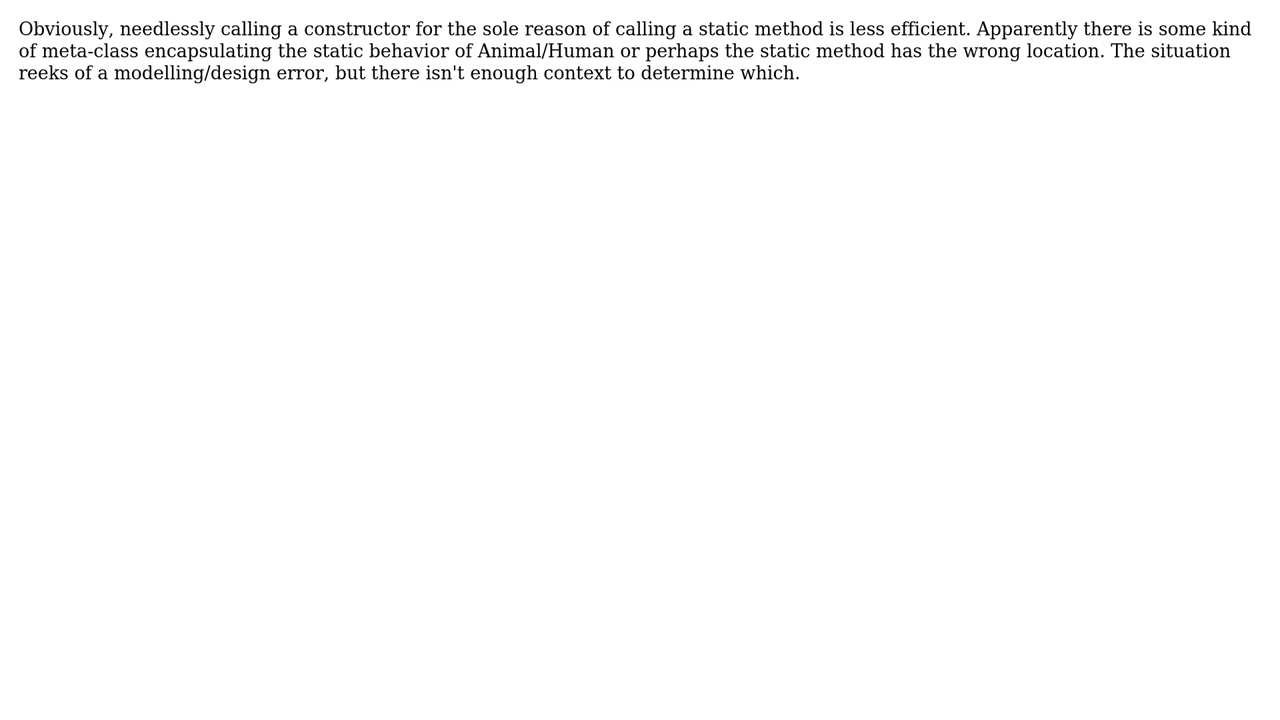 Obviously, needlessly calling a constructor for the sole reason of calling a static method is less efficient. Apparently there is some kind
of meta-class encapsulating the static behavior of Animal/Human or perhaps the static method has the wrong location. The situation
reeks of a modelling/design error, but there isn't enough context to determine which.